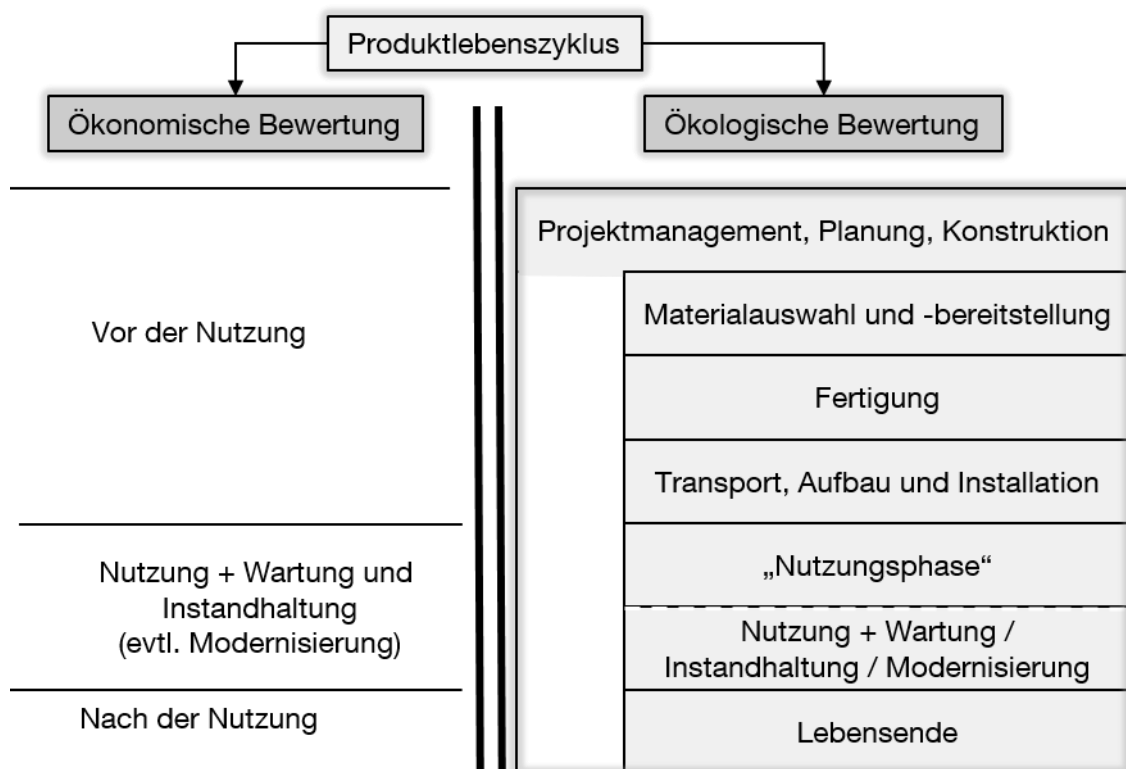 Produktlebenszyklus
Ökonomische Bewertung
Ökologische Bewertung
Vor der Nutzung
Nutzung + Wartung und
Instandhaltung
(evtl. Modernisierung)
Nach der Nutzung
Projektmanagement, Planung, Konstruktion
Materialauswahl und -bereitstellung
Fertigung
Transport, Aufbau und Installation
„Nutzungsphase“
Nutzung + Wartung /
Instandhaltung / Modernisierung
Lebensende